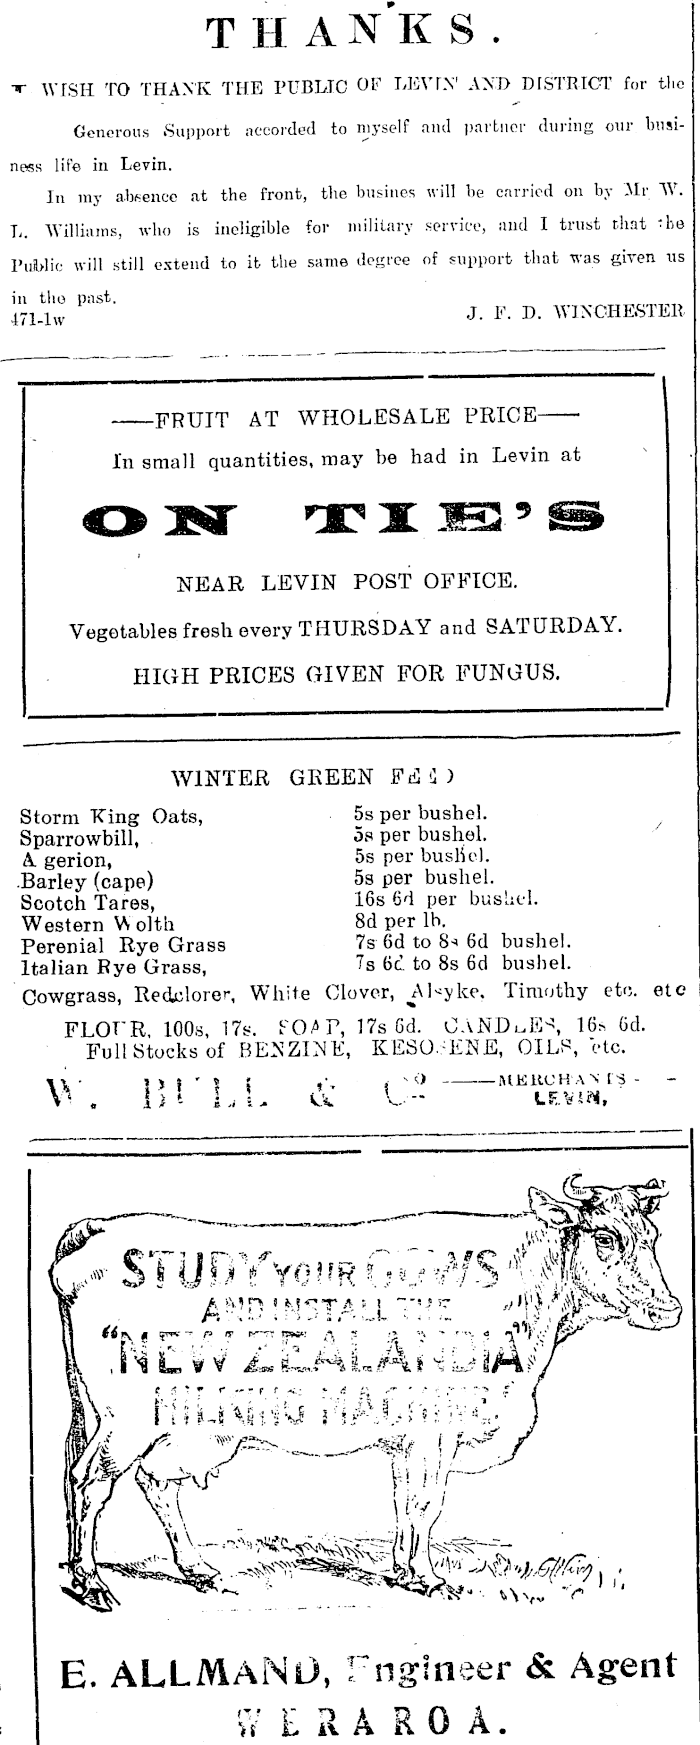 THANKS.
I WISH TO THANK THE PUBLIC OF LEVIN AND DISTRICT for the
Generous Support accorded to myself and partner during our busi-
ness life in Levin.
In my absence at the front, the busines will be carried on by Mr W.
L. Williams, who is ineligible for military service, and I trust that the
Public will still extend to it the same degree of support that was given us
in the past.
471-1w J. F. D. WINCHESTER
——FRUIT AT WHOLESALE PRICE——
In small quantities, may be had in Levin at
ON TIE'S
NEAR LEVIN POST OFFICE.
Vegetables fresh every THURSDAY and SATURDAY.
HIGH PRICES GIVEN FOR FUNGUS.
WINTER GREEN FEED
Storm King Oats, 5s per bushel.
Sparrowbill, 5s per bushel.
A gerion, 5s per bushel.
Barley (cape) 5s per bushel.
Scotch Tares, 16s 6d per bushel.
Western Wolth 8d per lb.
Perenial Rye Grass 7s 6d to 8s 6d bushel.
Italian Rye Grass, 7s 6d to 8s 6d bushel.
Cowgrass, Redclorer, White Clover, Alsyke, Timothy etc. etc
FLOUR, 100s, 17s. SOAP, 17s 6d. CANDLES, 16s 6d.
Full Stocks of BENZINE, KESOSENE, OILS, etc.
W. BULL & Co ——MERCHANTS -
LEVIN,
STUDY YOUR COWS
AND INSTALL THE
"NEW ZEALANDIA"
MILKING MACHINE
E. ALLMAND, Engineer & Agent
WERAROA.